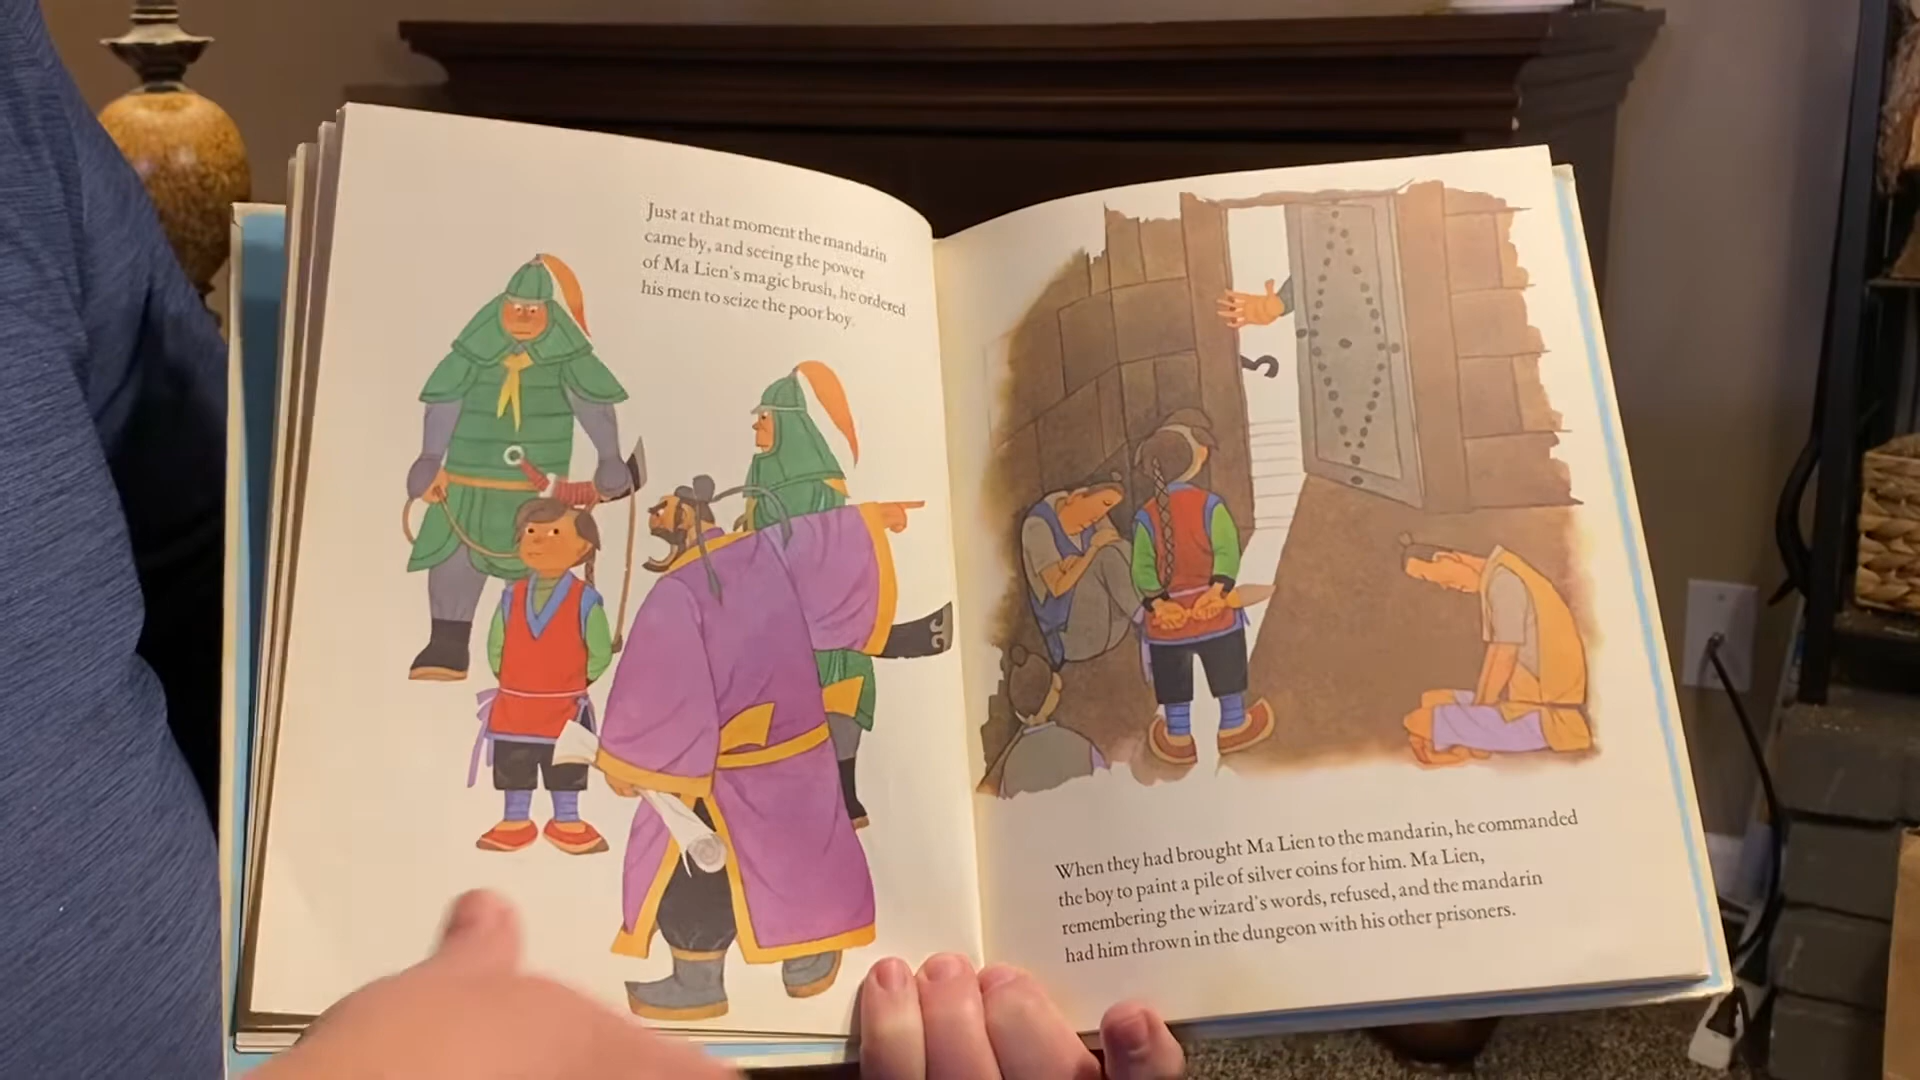 Just at that moment the mandarin
came by, and seeing the power
of Ma Lien's magic brush, he ordered
his men to seize the poor boy.
When they had brought Ma Lien to the mandarin, he commanded
the boy to paint a pile of silver coins for him. Ma Lien,
remembering the wizard's words, refused, and the mandarin
had him thrown in the dungeon with his other prisoners.